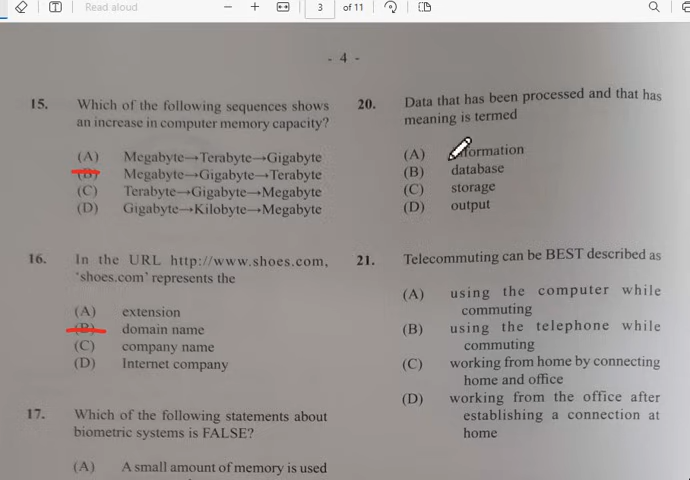 Read aloud
3 of 11
- 4 -
15. Which of the following sequences shows
an increase in computer memory capacity?
(A) Megabyte→Terabyte→Gigabyte
(B) Megabyte→Gigabyte→Terabyte
(C) Terabyte→Gigabyte→Megabyte
(D) Gigabyte→Kilobyte→Megabyte
16. In the URL http://www.shoes.com,
'shoes.com' represents the
(A) extension
(B) domain name
(C) company name
(D) Internet company
17. Which of the following statements about
biometric systems is FALSE?
(A) A small amount of memory is used
20. Data that has been processed and that has
meaning is termed
(A) information
(B) database
(C) storage
(D) output
21. Telecommuting can be BEST described as
(A) using the computer while
commuting
(B) using the telephone while
commuting
(C) working from home by connecting
home and office
(D) working from the office after
establishing a connection at
home